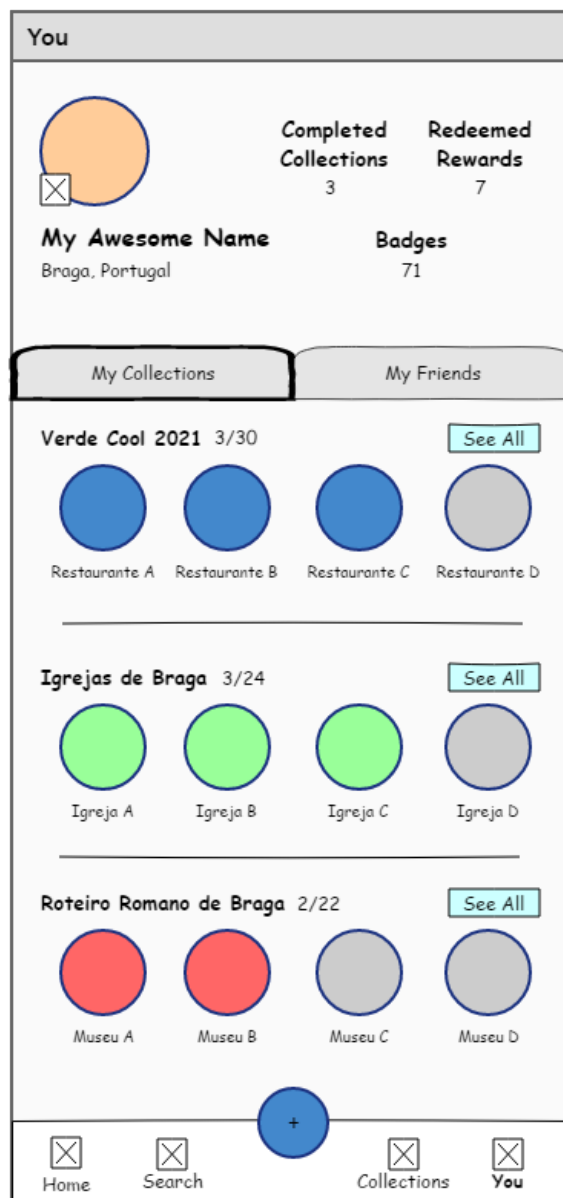 You
Completed Collections
3
Redeemed Rewards
7
My Awesome Name
Braga, Portugal
Badges
71
My Collections
My Friends
Verde Cool 2021 3/30
See All
Restaurante A
Restaurante B
Restaurante C
Restaurante D
Igrejas de Braga 3/24
See All
Igreja A
Igreja B
Igreja C
Igreja D
Roteiro Romano de Braga 2/22
See All
Museu A
Museu B
Museu C
Museu D
+
Home
Search
Collections
You